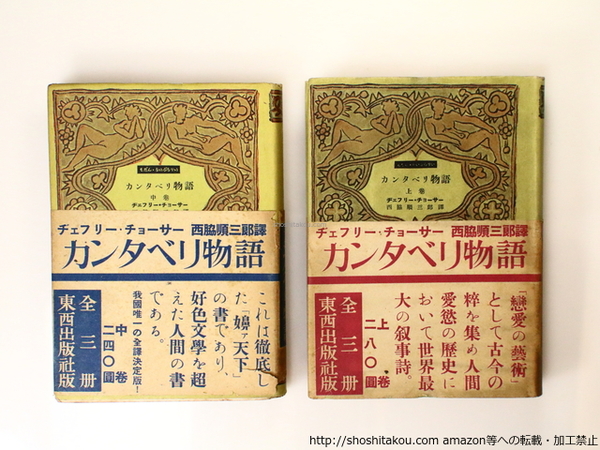 カンタベリ物語
中巻
ヂェフリー・チョーサー
ヂェフリー・チョーサー 西脇順三郎譯
カンタベリ物語
これは徹底し
た「嬶天下」
の書であり、
好色文學を超
えた人間の書
である。
我國唯一の全譯決定版!
中巻
二四〇圓
全三册
東西出版社版
カンタベリ物語
上巻
ヂェフリー・チョーサー
西脇順三郎譯
ヂェフリー・チョーサー 西脇順三郎譯
カンタベリ物語
「戀愛の藝術」
として古今の
粹を集め人間
愛慾の歷史に
おいて世界最
大の叙事詩。
上巻
二八〇圓
全三册
東西出版社版
http://shoshitakou.com amazon等への転載・加工禁止